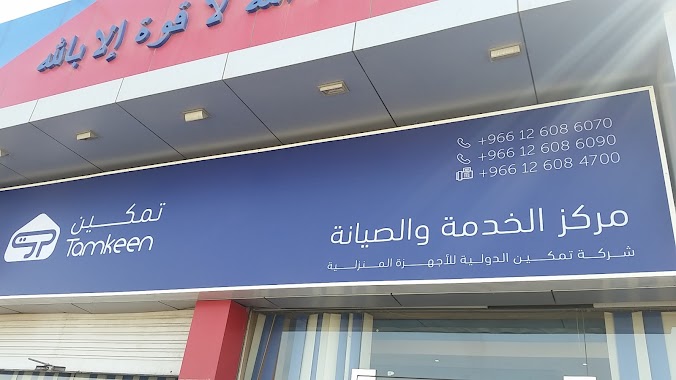 لا قوة إلا بالله
+966 12 608 6070
+966 12 608 6090
+966 12 608 4700
تمكين
Tamkeen
مركز الخدمة والصيانة
شركة تمكين الدولية للأجهزة المنزلية